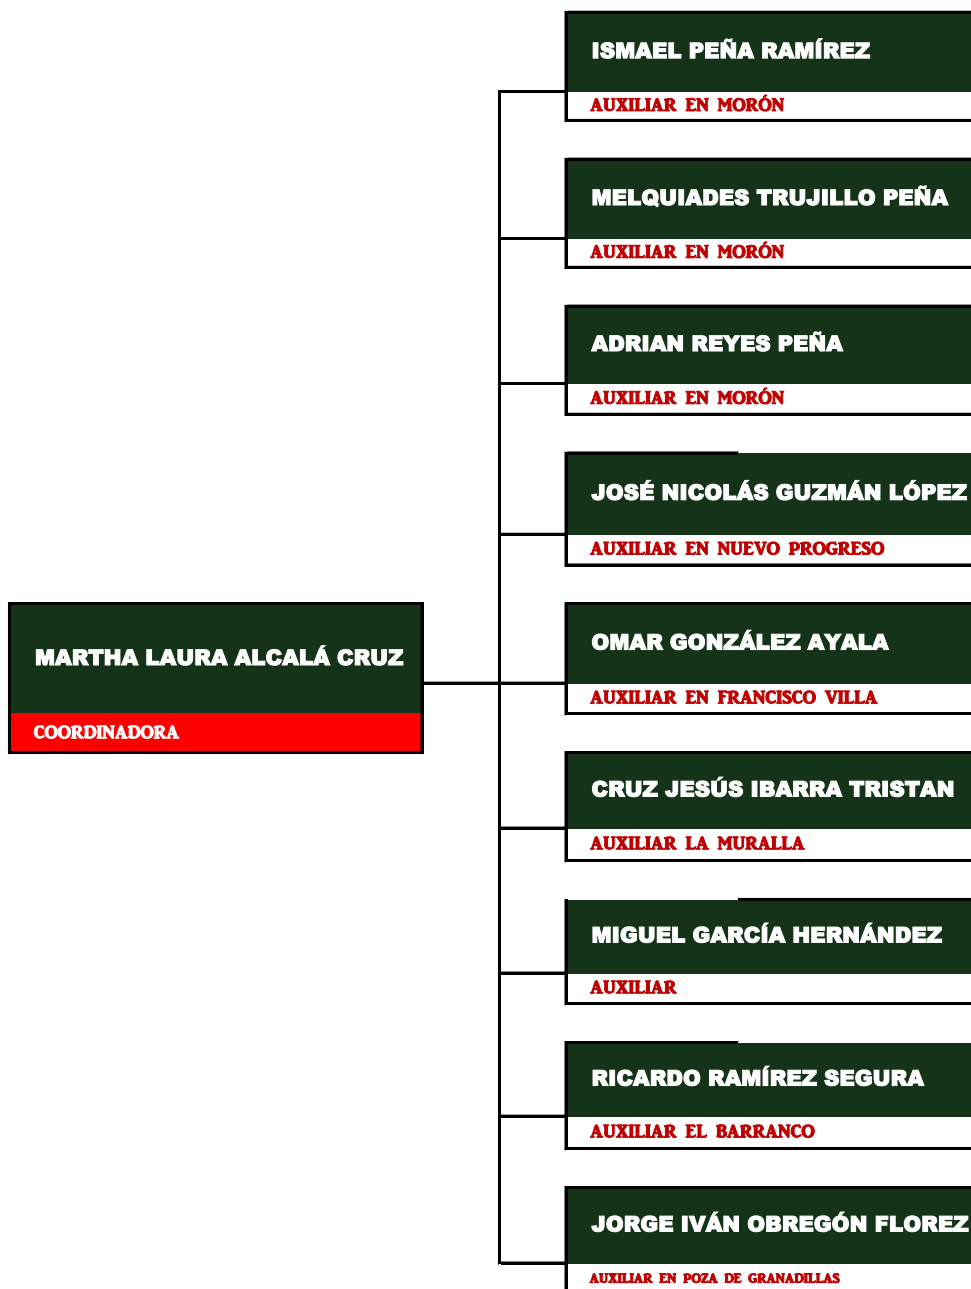 ISMAEL PEÑA RAMÍREZ
AUXILIAR EN MORÓN
MELQUIADES TRUJILLO PEÑA
AUXILIAR EN MORÓN
ADRIAN REYES PEÑA
AUXILIAR EN MORÓN
JOSÉ NICOLÁS GUZMÁN LÓPEZ
AUXILIAR EN NUEVO PROGRESO
MARTHA LAURA ALCALÁ CRUZ
COORDINADORA
OMAR GONZÁLEZ AYALA
AUXILIAR EN FRANCISCO VILLA
CRUZ JESÚS IBARRA TRISTAN
AUXILIAR LA MURALLA
MIGUEL GARCÍA HERNÁNDEZ
AUXILIAR
RICARDO RAMÍREZ SEGURA
AUXILIAR EL BARRANCO
JORGE IVÁN OBREGÓN FLOREZ
AUXILIAR EN POZA DE GRANADILLAS